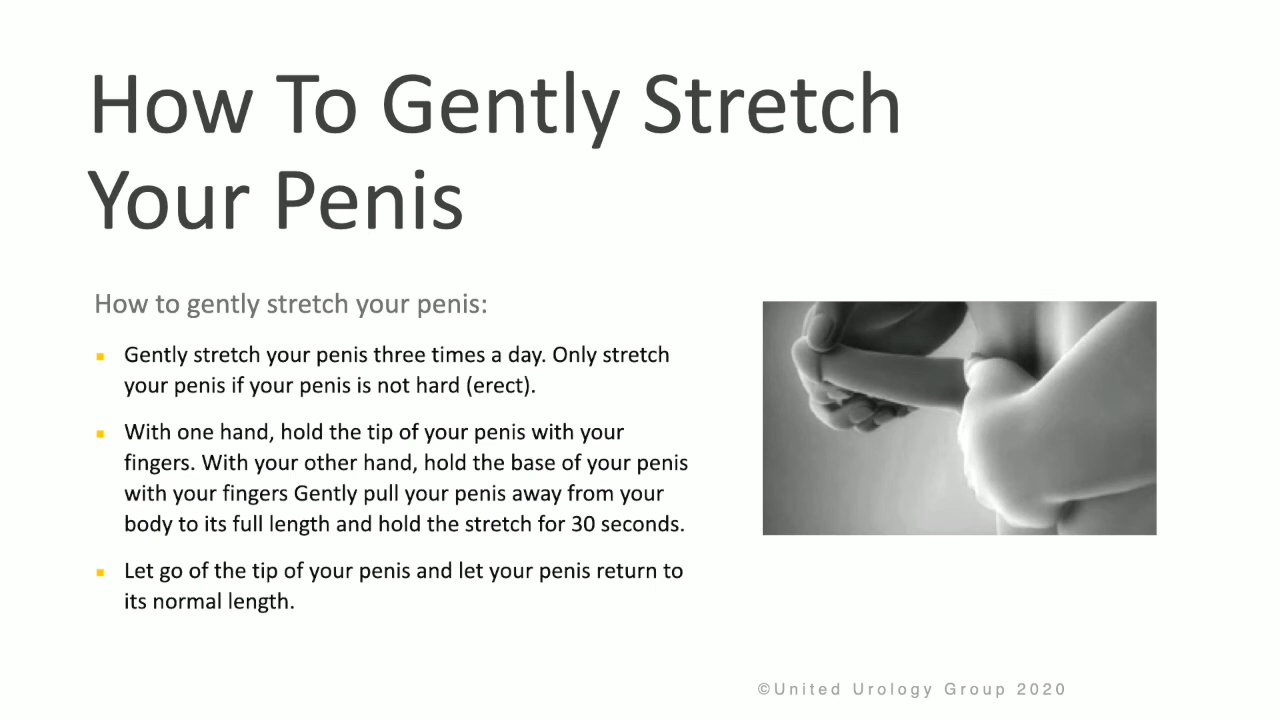 How To Gently Stretch
Your Penis
How to gently stretch your penis:
Gently stretch your penis three times a day. Only stretch
your penis if your penis is not hard (erect).
With one hand, hold the tip of your penis with your
fingers. With your other hand, hold the base of your penis
with your fingers Gently pull your penis away from your
body to its full length and hold the stretch for 30 seconds.
Let go of the tip of your penis and let your penis return to
its normal length.
©United Urology Group 2020